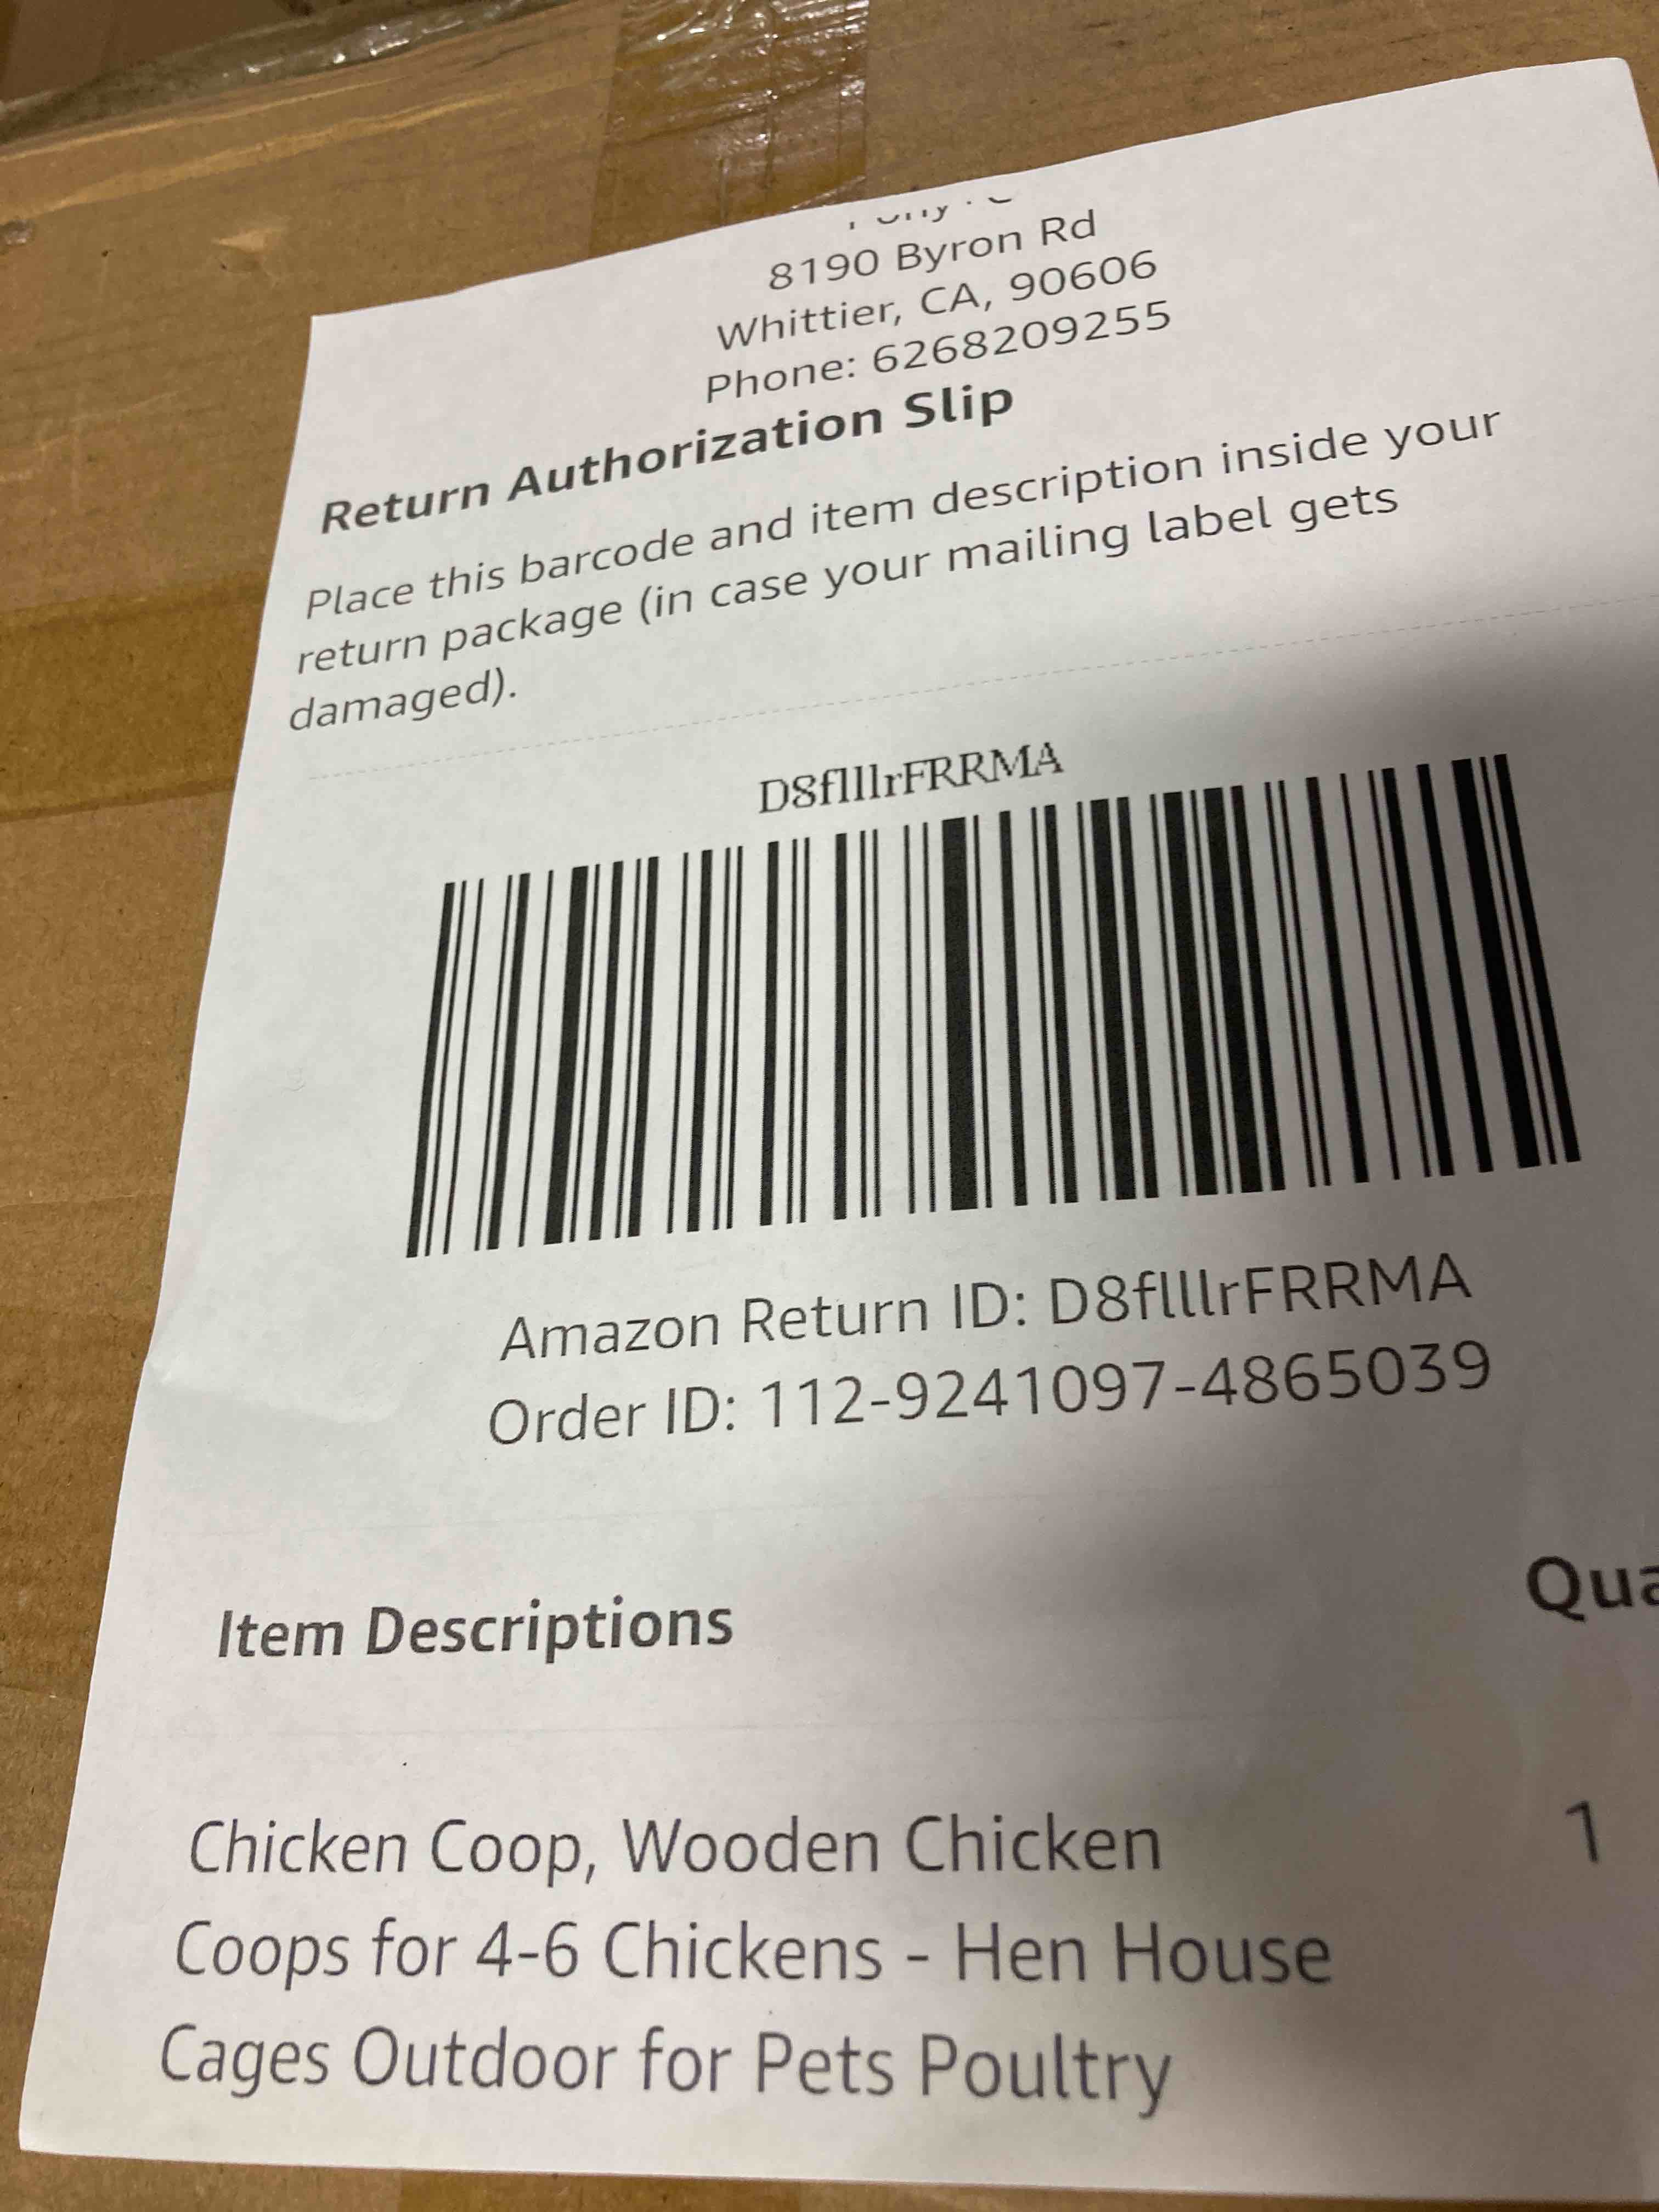 8190 Byron Rd
Whittier, CA, 90606
Phone: 6268209255
Return Authorization Slip
Place this barcode and item description inside your
return package (in case your mailing label gets
damaged).
D8flllrFRRMA
Amazon Return ID: D8flllrFRRMA
Order ID: 112-9241097-4865039
Item Descriptions
Chicken Coop, Wooden Chicken
1
Coops for 4-6 Chickens - Hen House
Cages Outdoor for Pets Poultry